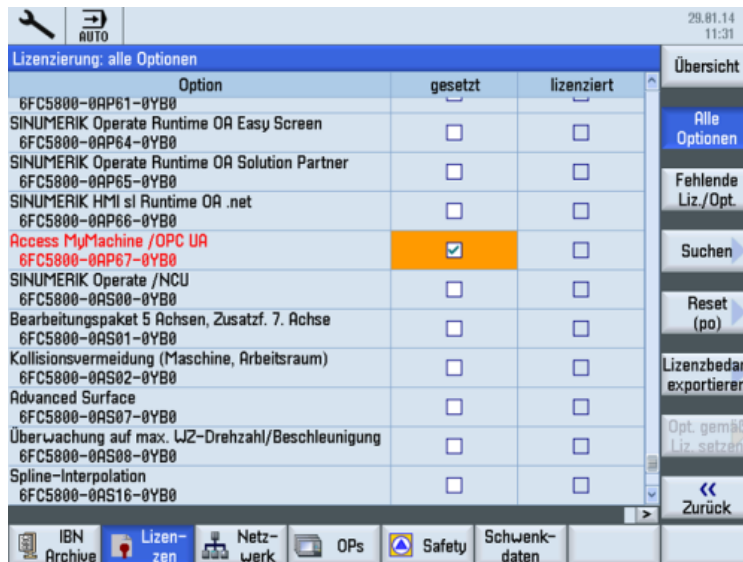 AUTO
29.01.14
11:31
Lizenzierung: alle Optionen
Option gesetzt lizenziert
6FC5800-0AP61-0YB0
SINUMERIK Operate Runtime OA Easy Screen
6FC5800-0AP64-0YB0
SINUMERIK Operate Runtime OA Solution Partner
6FC5800-0AP65-0YB0
SINUMERIK HMI sl Runtime OA .net
6FC5800-0AP66-0YB0
Access MyMachine /OPC UA
6FC5800-0AP67-0YB0
SINUMERIK Operate /NCU
6FC5800-0AS00-0YB0
Bearbeitungspaket 5 Achsen, Zusatzf. 7. Achse
6FC5800-0AS01-0YB0
Kollisionsvermeidung (Maschine, Arbeitsraum)
6FC5800-0AS02-0YB0
Advanced Surface
6FC5800-0AS07-0YB0
Überwachung auf max. WZ-Drehzahl/Beschleunigung
6FC5800-0AS08-0YB0
Spline-Interpolation
6FC5800-0AS16-0YB0
Übersicht
Alle
Optionen
Fehlende
Liz./Opt.
Suchen
Reset
(po)
Lizenzbedar
exportieren
Opt. gemäß
Liz. setzen
<<
Zurück
IBN
Archive
Lizen-
zen
Netz-
werk
OPs
Safety
Schwenk-
daten